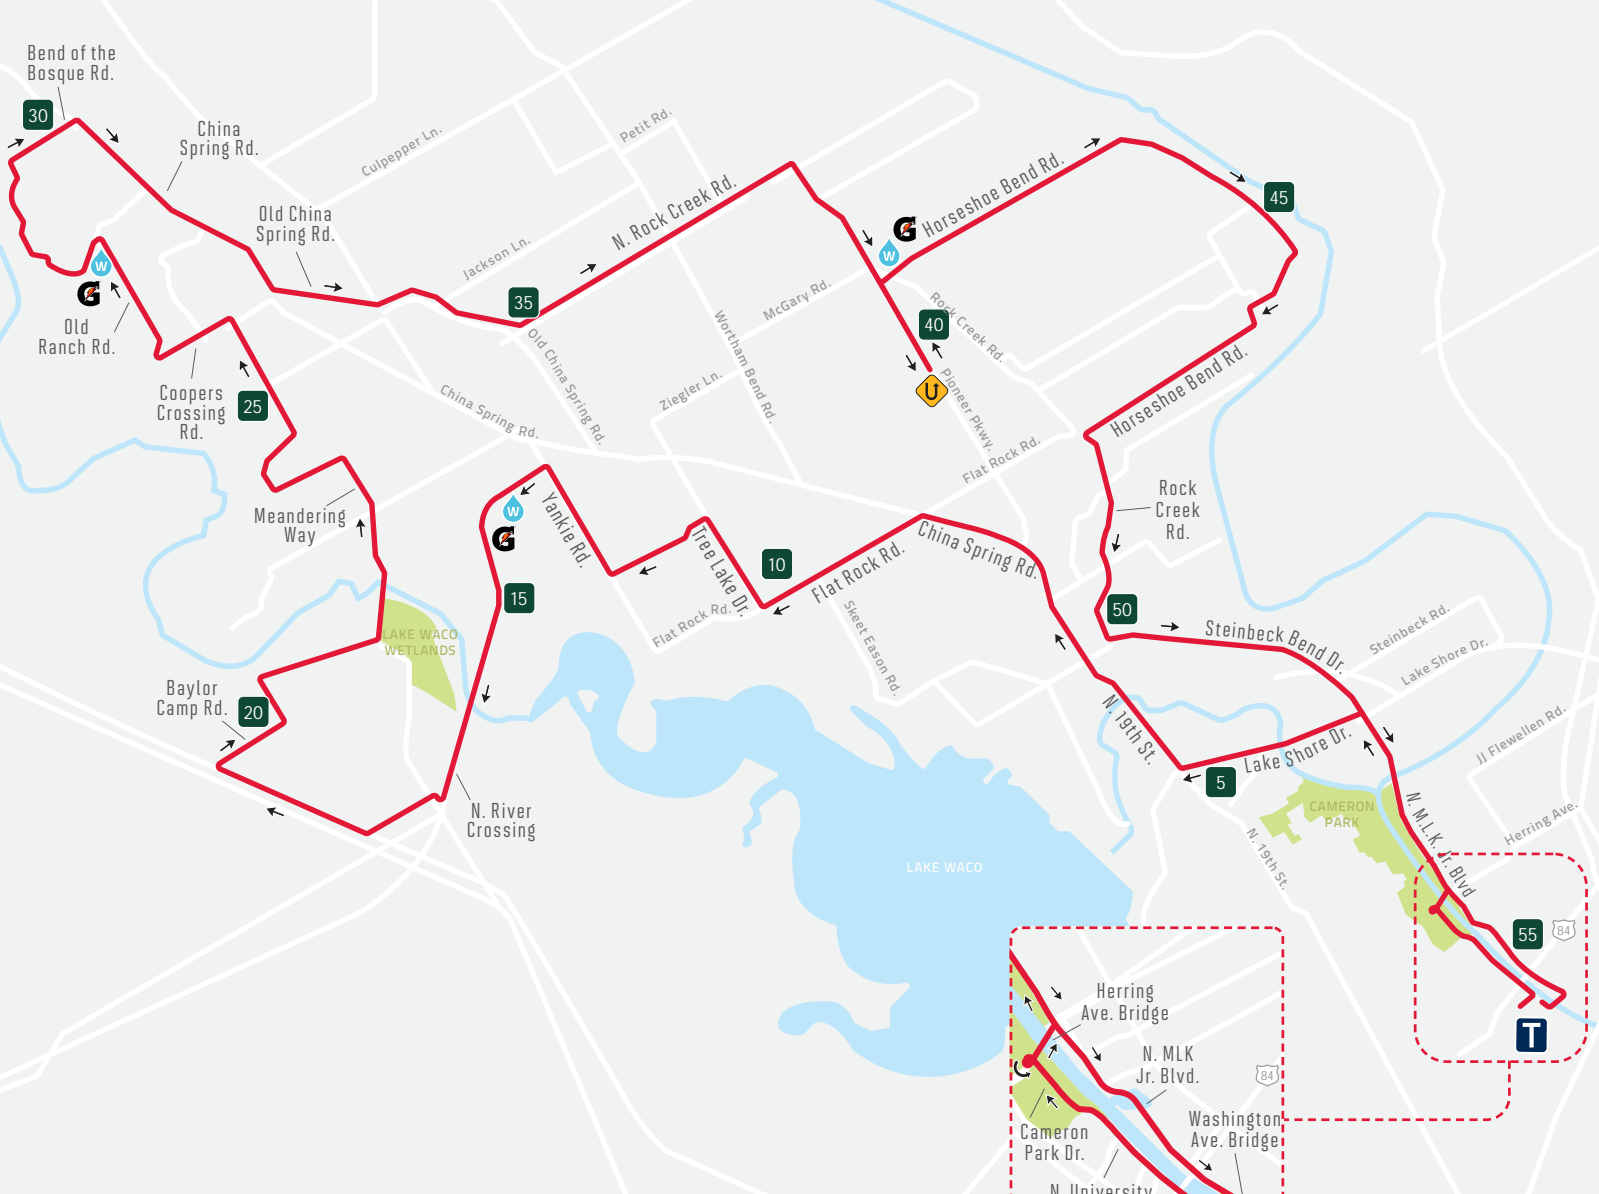 Bend of the
Bosque Rd.
30
China
Spring Rd.
Culpepper Ln.
Petit Rd.
Old China
Spring Rd.
Jackson Ln.
N. Rock Creek Rd.
Horseshoe Bend Rd.
45
G
W
W
G
Old
Ranch Rd.
35
McGary Rd.
Rock Creek Rd.
40
U
Pioneer Pkwy.
Old China Spring Rd.
Wortham Bend Rd.
Ziegler Ln.
China Spring Rd.
Coopers
Crossing
Rd.
25
Horseshoe Bend Rd.
Flat Rock Rd.
Meandering
Way
W
G
Yankie Rd.
Tree Lake Dr.
10
Flat Rock Rd.
China Spring Rd.
Rock
Creek
Rd.
15
Flat Rock Rd.
Skeet Eason Rd.
50
Steinbeck Bend Dr.
Steinbeck Rd.
Lake Shore Dr.
LAKE WACO
WETLANDS
Baylor
Camp Rd.
20
N. 19th St.
Lake Shore Dr.
5
JJ Flewellen Rd.
N. River
Crossing
CAMERON
PARK
N. M.L.K. Jr. Blvd
Herring Ave.
N. 19th St.
LAKE WACO
55
84
T
Herring
Ave. Bridge
N. MLK
Jr. Blvd.
84
Cameron
Park Dr.
Washington
Ave. Bridge
N. University